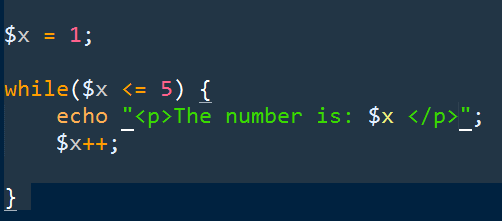 $x = 1;
while($x <= 5) {
echo "<p>The number is: $x </p>";
$x++;
}